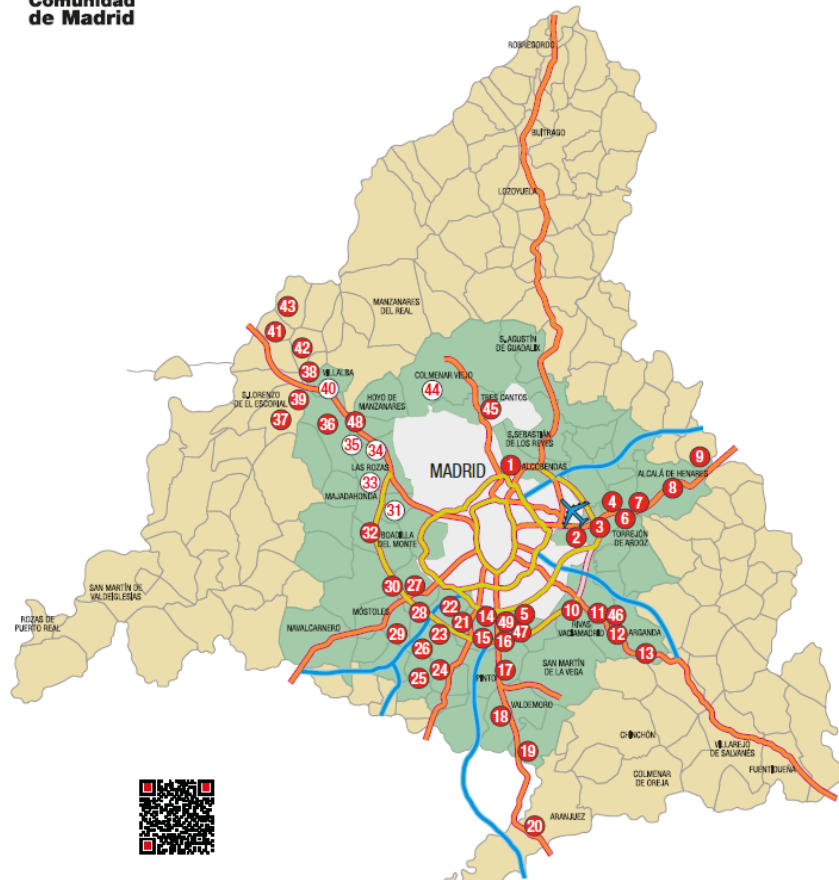 Comunidad
de Madrid
ROBREGORDO
BUITRAGO
LOZOYUELA
MANZANARES
DEL REAL
43
41
42
38
VILLALBA
40
S.LORENZO
DE EL ESCORIAL
39
37
36
48
HOYO DE
MANZANARES
COLMENAR VIEJO
44
S. AGUSTÍN
DE GUADALIX
TRES CANTOS
45
S.SEBASTIÁN
DE LOS REYES
35
34
LAS ROZAS
33
MAJADAHONDA
31
MADRID
1
ALCOBENDAS
9
ALCALÁ DE HENARES
8
4
7
6
3
2
TORREJÓN
DE ARDOZ
32
BOADILLA
DEL MONTE
SAN MARTÍN DE
VALDEIGLESIAS
ROZAS DE
PUERTO REAL
30
27
MÓSTOLES
28
22
21
14
49
5
47
NAVALCARNERO
29
23
26
15
16
10
11
46
RIVAS
VACIAMADRID
12
ARGANDA
13
25
24
PINTO
17
SAN MARTÍN
DE LA VEGA
18
VALDEMORO
19
CHINCHÓN
VILLAREJO
DE SALVANÉS
FUENTIDUEÑA
COLMENAR
DE OREJA
20
ARANJUEZ